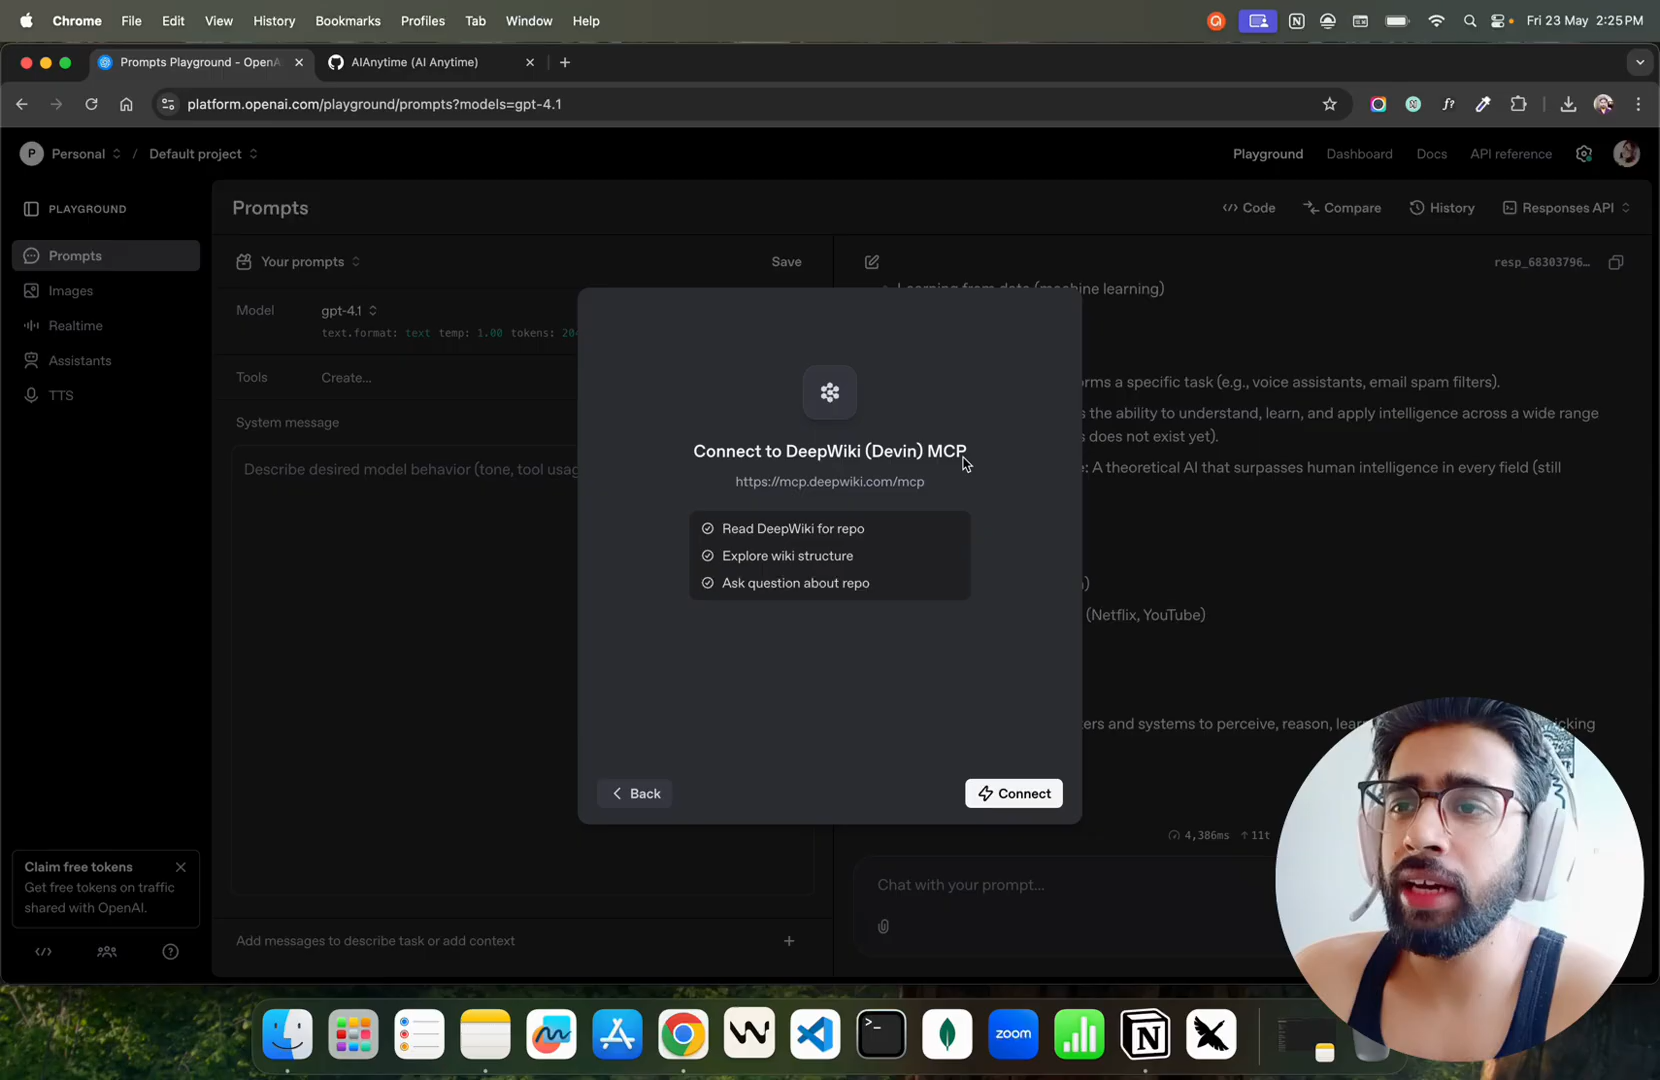 Chrome File Edit View History Bookmarks Profiles Tab Window Help Fri 23 May 2:25 PM
Prompts Playground - OpenA AIAnytime (AI Anytime)
platform.openai.com/playground/prompts?models=gpt-4.1
P Personal / Default project Playground Dashboard Docs API reference
PLAYGROUND
Prompts
Images
Realtime
Assistants
TTS
Claim free tokens
Get free tokens on traffic
shared with OpenAI.
Prompts Code Compare History Responses API
Your prompts Save
Model gpt-4.1
text.format: text temp: 1.00 tokens: 204
Tools Create...
System message
Describe desired model behavior (tone, tool usag
Add messages to describe task or add context
Connect to DeepWiki (Devin) MCP
https://mcp.deepwiki.com/mcp
Read DeepWiki for repo
Explore wiki structure
Ask question about repo
Back Connect
resp_68303796...
Learning from data (machine learning)
rms a specific task (e.g., voice assistants, email spam filters).
s the ability to understand, learn, and apply intelligence across a wide range
s does not exist yet).
e: A theoretical AI that surpasses human intelligence in every field (still
(Netflix, YouTube)
ers and systems to perceive, reason, lear
4,386ms 11t
Chat with your prompt...
zoom